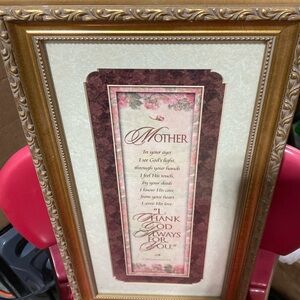 MOTHER
In your eyes
I see God's light,
through your hands
I feel His touch,
by your deeds
I know His care,
from your heart
I give His love.
"I
THANK
GOD
ALWAYS
FOR
YOU"